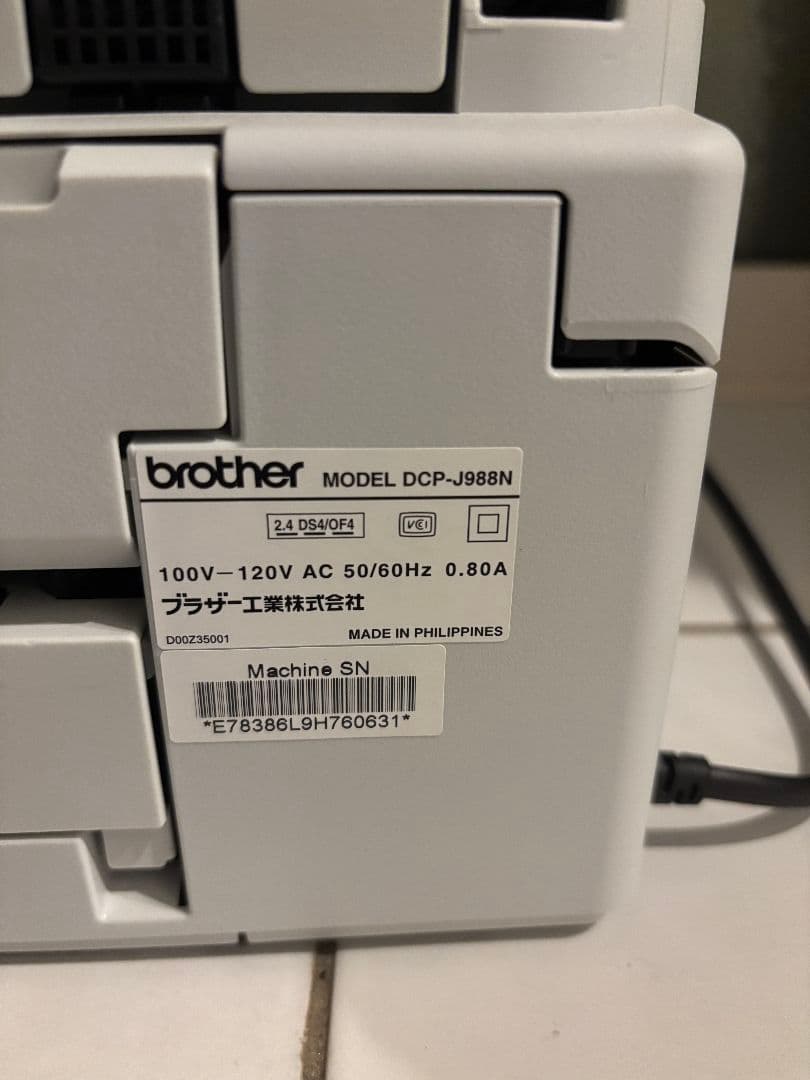 brother MODEL DCP-J988N
2.4 DS4/OF4 VCI
100V－120V AC 50/60Hz 0.80A
ブラザー工業株式会社
D00Z35001 MADE IN PHILIPPINES
Machine SN
*E78386L9H760631*